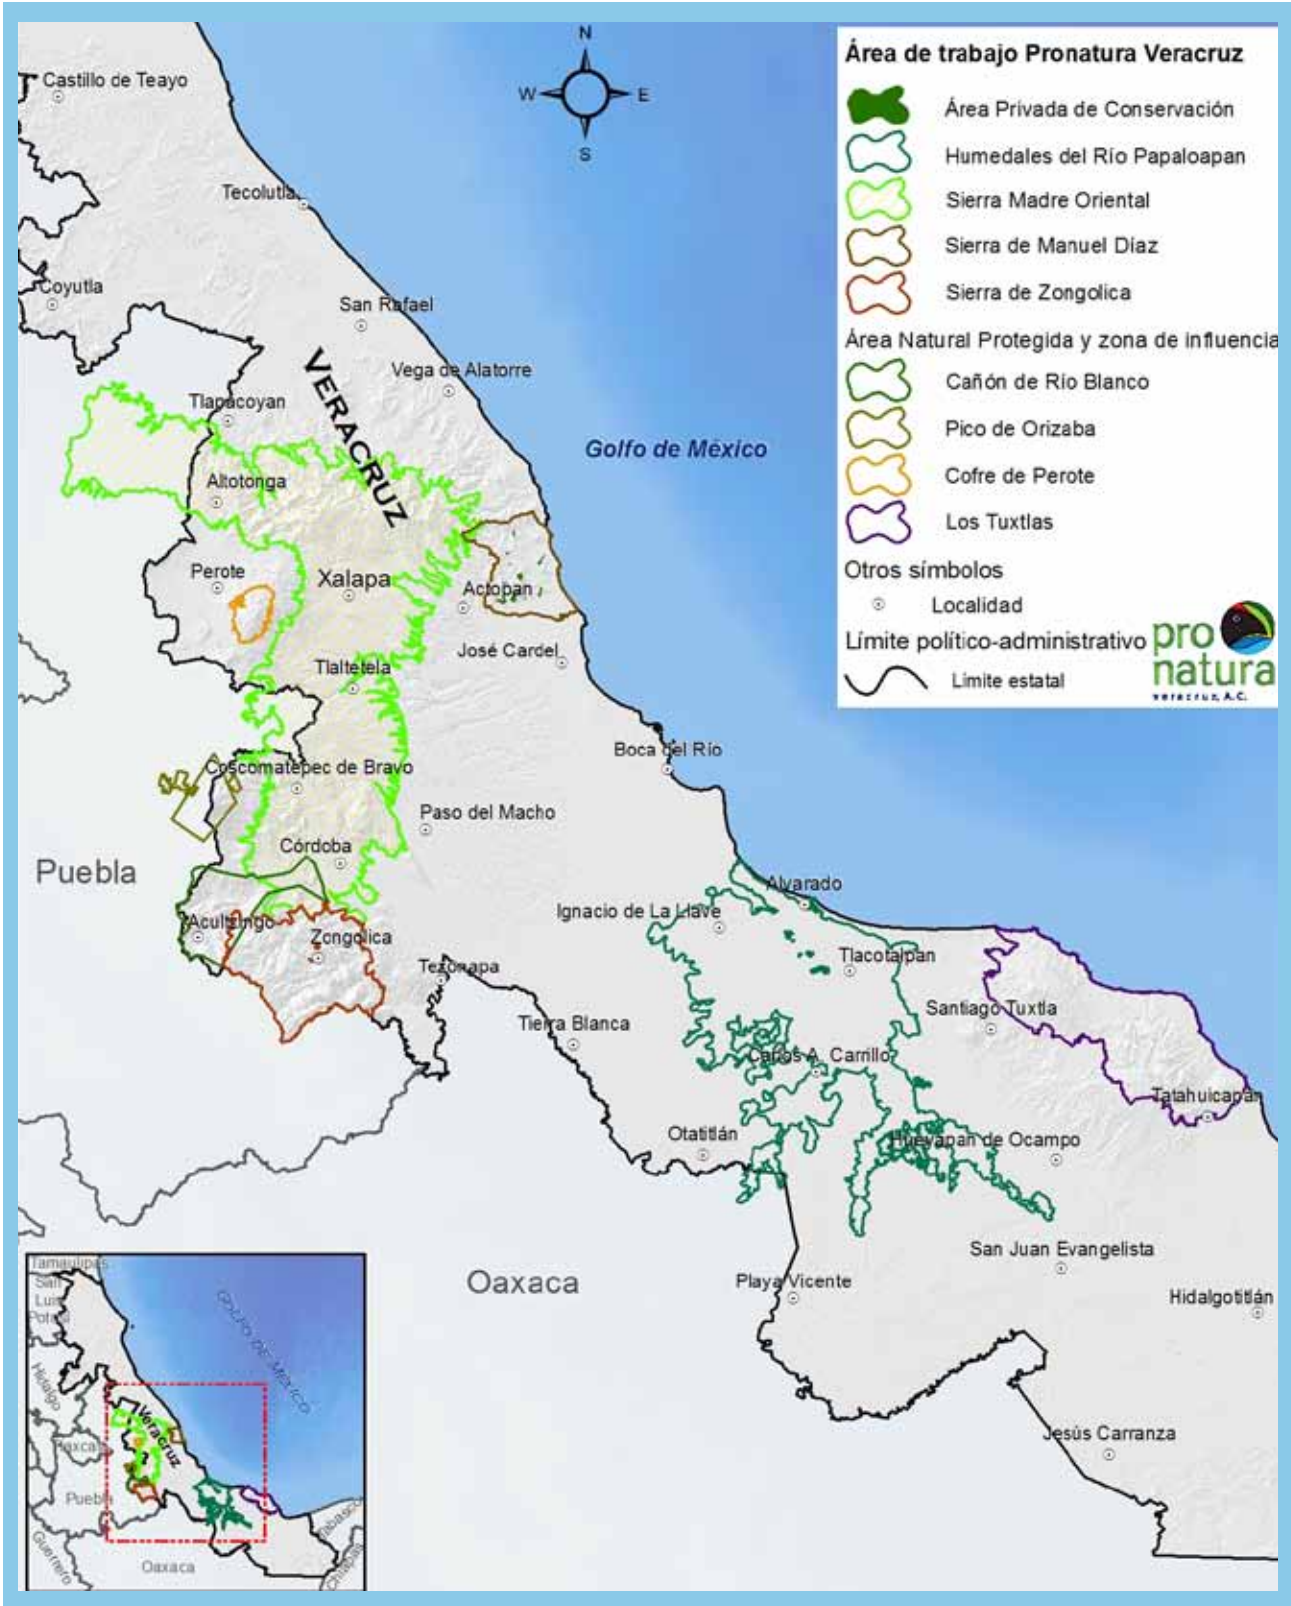 Área de trabajo Pronatura Veracruz
Área Privada de Conservación
Humedales del Río Papaloapan
Sierra Madre Oriental
Sierra de Manuel Díaz
Sierra de Zongolica
Área Natural Protegida y zona de influencia
Cañón de Río Blanco
Pico de Orizaba
Cofre de Perote
Los Tuxtlas
Otros símbolos
Localidad
Límite político-administrativo
Limite estatal
pro
natura
veracruz, A.C.
N
W
E
S
Castillo de Teayo
Tecolutla
Coyutla
San Rafael
Vega de Alatorre
VERACRUZ
Tlapacoyan
Golfo de México
Altotonga
Perote
Xalapa
Actopan
José Cardel
Tlaltetela
Boca del Río
Coscomatepec de Bravo
Paso del Macho
Córdoba
Puebla
Alvarado
Ignacio de La Llave
Acultzingo
Zongolica
Tlacotalpan
Tezonapa
Santiago Tuxtla
Tierra Blanca
Carlos A. Carrillo
Tatahuicapan
Otatitlán
Hueyapan de Ocampo
San Juan Evangelista
Oaxaca
Playa Vicente
Hidalgotitlán
Jesús Carranza
Tamaulipas
San
Luis
Potosí
GOLFO DE MEXICO
Hidalgo
Veracruz
Puebla
Tabasco
Guerrero
Oaxaca
Chiapas